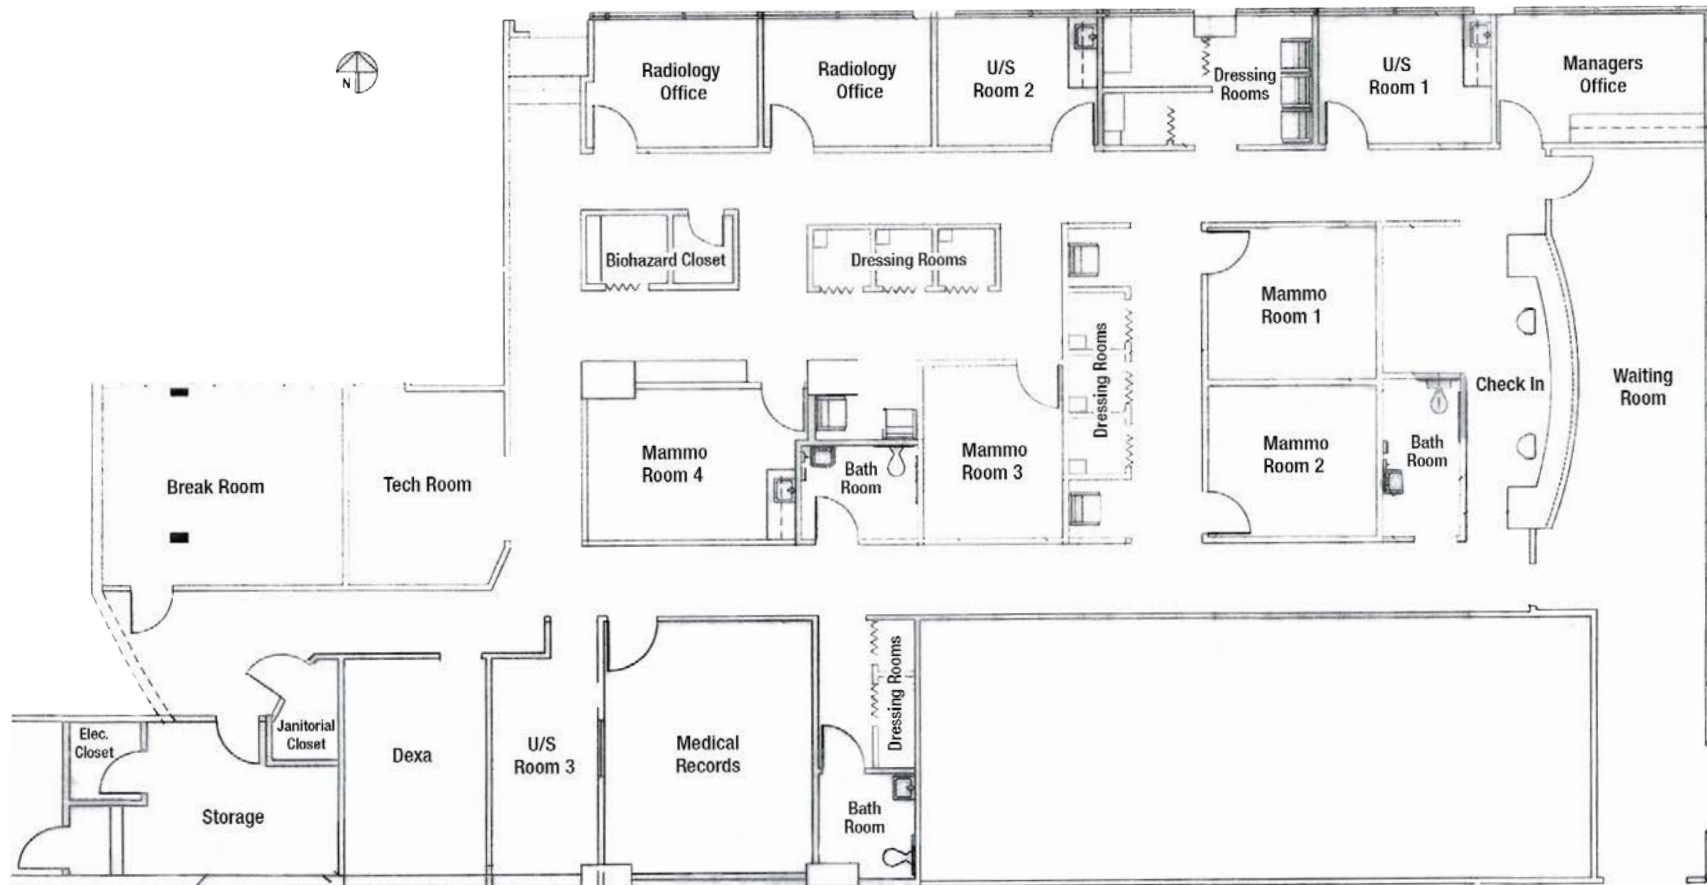 N
Radiology
Office
Radiology
Office
U/S
Room 2
Dressing
Rooms
U/S
Room 1
Managers
Office
Biohazard Closet
Dressing Rooms
Mammo
Room 1
Dressing Rooms
Check In
Waiting
Room
Mammo
Room 4
Bath
Room
Mammo
Room 3
Mammo
Room 2
Bath
Room
Break Room
Tech Room
Elec.
Closet
Janitorial
Closet
Dexa
U/S
Room 3
Medical
Records
Dressing Rooms
Storage
Bath
Room